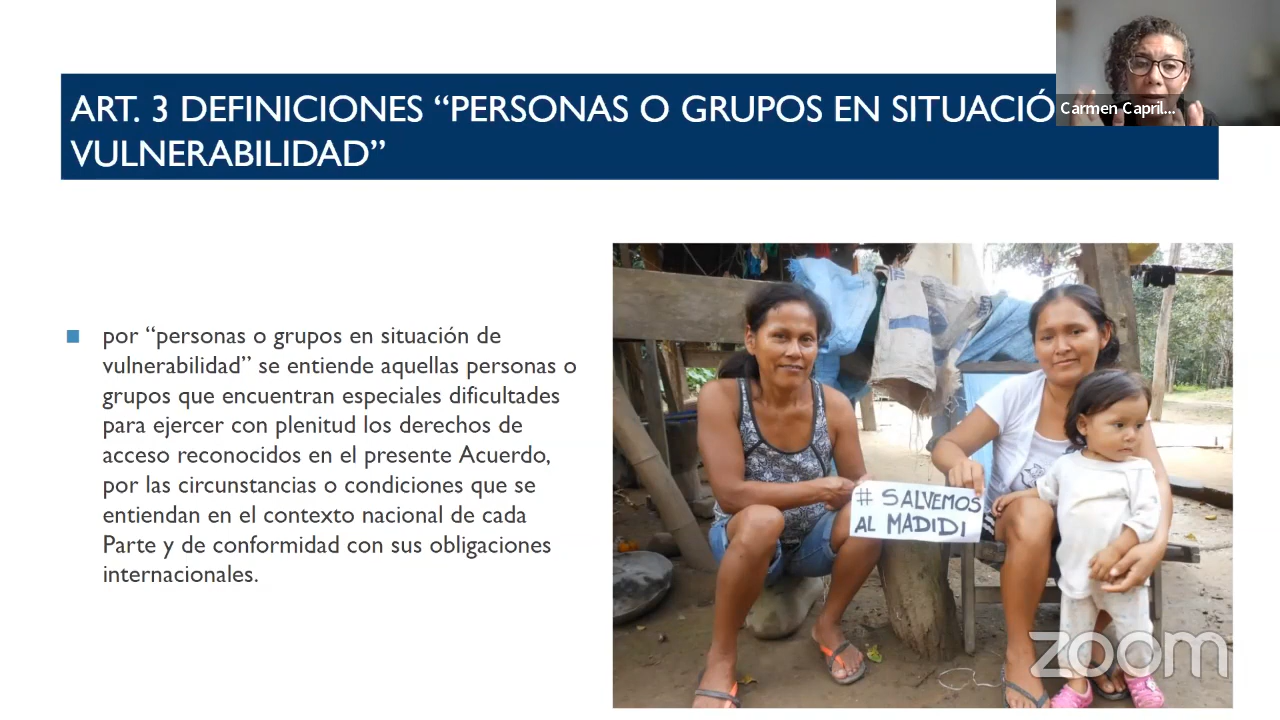 ART. 3 DEFINICIONES “PERSONAS O GRUPOS EN SITUACIÓ
VULNERABILIDAD”
Carmen Capril...
por “personas o grupos en situación de
vulnerabilidad” se entiende aquellas personas o
grupos que encuentran especiales dificultades
para ejercer con plenitud los derechos de
acceso reconocidos en el presente Acuerdo,
por las circunstancias o condiciones que se
entiendan en el contexto nacional de cada
Parte y de conformidad con sus obligaciones
internacionales.
# SALVEMOS
AL MADIDI
zoom